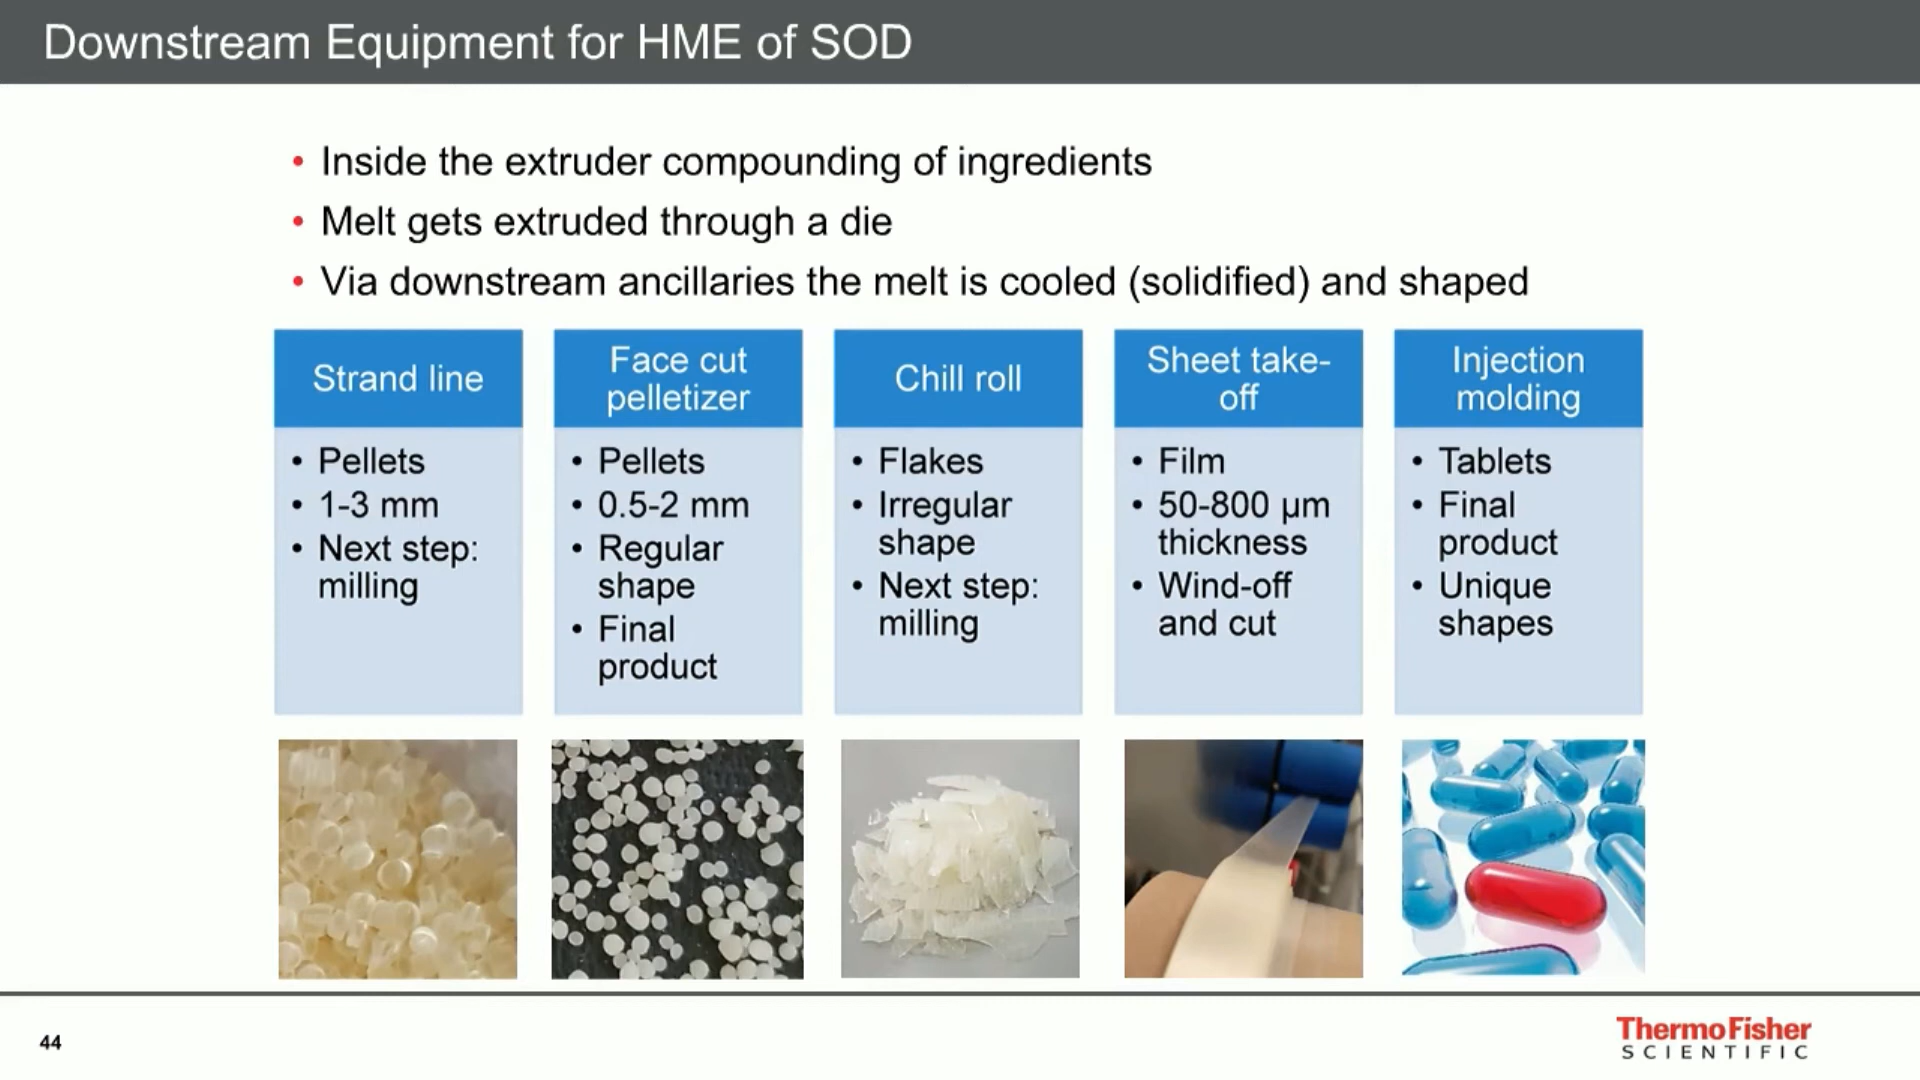 Downstream Equipment for HME of SOD
• Inside the extruder compounding of ingredients
• Melt gets extruded through a die
• Via downstream ancillaries the melt is cooled (solidified) and shaped
Strand line
• Pellets
• 1-3 mm
• Next step:
milling
Face cut
pelletizer
• Pellets
• 0.5-2 mm
• Regular
shape
• Final
product
Chill roll
• Flakes
• Irregular
shape
• Next step:
milling
Sheet take-
off
• Film
• 50-800 µm
thickness
• Wind-off
and cut
Injection
molding
• Tablets
• Final
product
• Unique
shapes
44
ThermoFisher
SCIENTIFIC